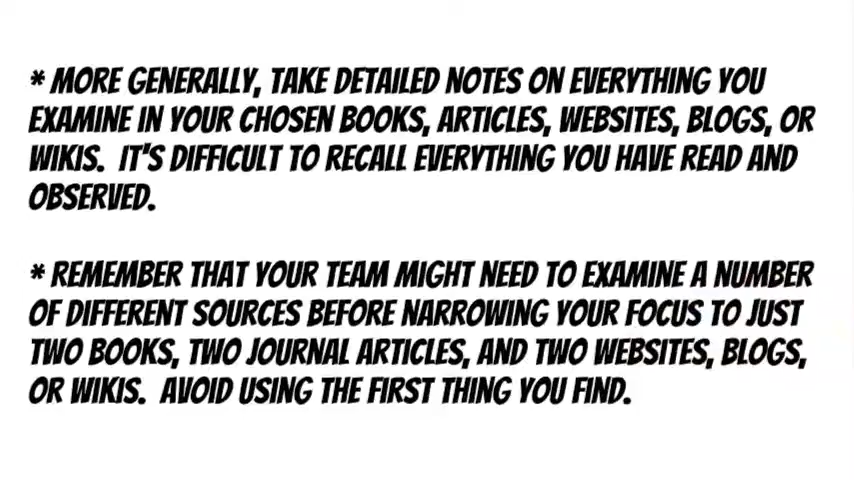 * MORE GENERALLY, TAKE DETAILED NOTES ON EVERYTHING YOU
EXAMINE IN YOUR CHOSEN BOOKS, ARTICLES, WEBSITES, BLOGS, OR
WIKIS. IT'S DIFFICULT TO RECALL EVERYTHING YOU HAVE READ AND
OBSERVED.
* REMEMBER THAT YOUR TEAM MIGHT NEED TO EXAMINE A NUMBER
OF DIFFERENT SOURCES BEFORE NARROWING YOUR FOCUS TO JUST
TWO BOOKS, TWO JOURNAL ARTICLES, AND TWO WEBSITES, BLOGS,
OR WIKIS. AVOID USING THE FIRST THING YOU FIND.